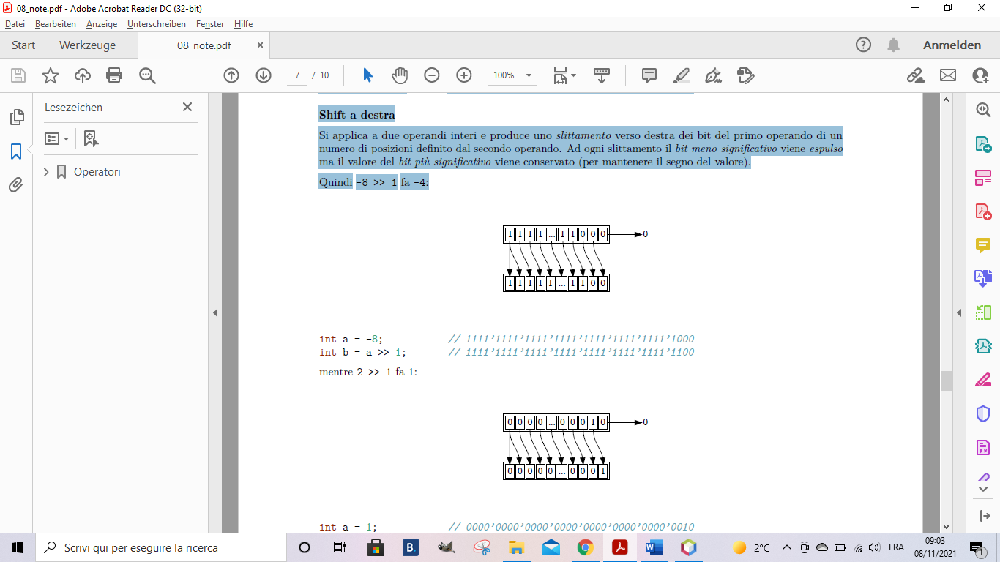 08_note.pdf - Adobe Acrobat Reader DC (32-bit)
Datei Bearbeiten Anzeige Unterschreiben Fenster Hilfe
Start Werkzeuge 08_note.pdf × Anmelden
7 / 10 100%
Lesezeichen
Operatori
Shift a destra
Si applica a due operandi interi e produce uno slittamento verso destra dei bit del primo operando di un
numero di posizioni definito dal secondo operando. Ad ogni slittamento il bit meno significativo viene espulso
ma il valore del bit più significativo viene conservato (per mantenere il segno del valore).
Quindi -8 >> 1 fa -4:
1 1 1 1 ... 1 1 0 0 0 0
1 1 1 1 1 ... 1 1 0 0
int a = -8; // 1111'1111'1111'1111'1111'1111'1111'1000
int b = a >> 1; // 1111'1111'1111'1111'1111'1111'1111'1100
mentre 2 >> 1 fa 1:
0 0 0 0 ... 0 0 0 1 0 0
0 0 0 0 0 ... 0 0 0 1
int a = 1; // 0000'0000'0000'0000'0000'0000'0000'0010
Scrivi qui per eseguire la ricerca
B.
2°C
FRA
09:03
08/11/2021
1